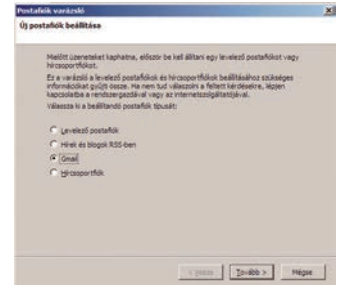 Postafiók varázsló
Új postafiók beállítása
Mielőtt üzeneteket kaphatna, először be kell állítani egy levelező postafiókot vagy
hírcsoportfiókot.
Ez a varázsló a levelező postafiókok és hírcsoportfiókok beállításához szükséges
információkat gyűjti össze. Ha nem tud válaszolni a feltett kérdésekre, lépjen
kapcsolatba a rendszergazdával vagy az internetszolgáltatójával.
Válassza ki a beállítandó postafiók típusát:
Levelező postafiók
Hírek és blogok RSS-ben
Gmail
Hírcsoportfiók
< Vissza Tovább > Mégse